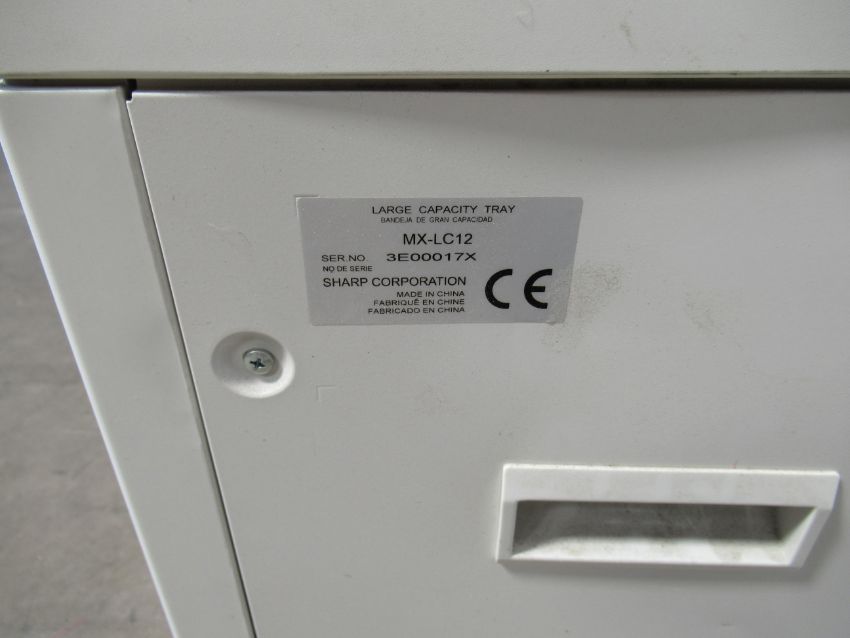 LARGE CAPACITY TRAY
BANDEJA DE GRAN CAPACIDAD
MX-LC12
SER.NO. 3E00017X
NO DE SERIE
SHARP CORPORATION
MADE IN CHINA
FABRIQUÉ EN CHINE
FABRICADO EN CHINA
CE